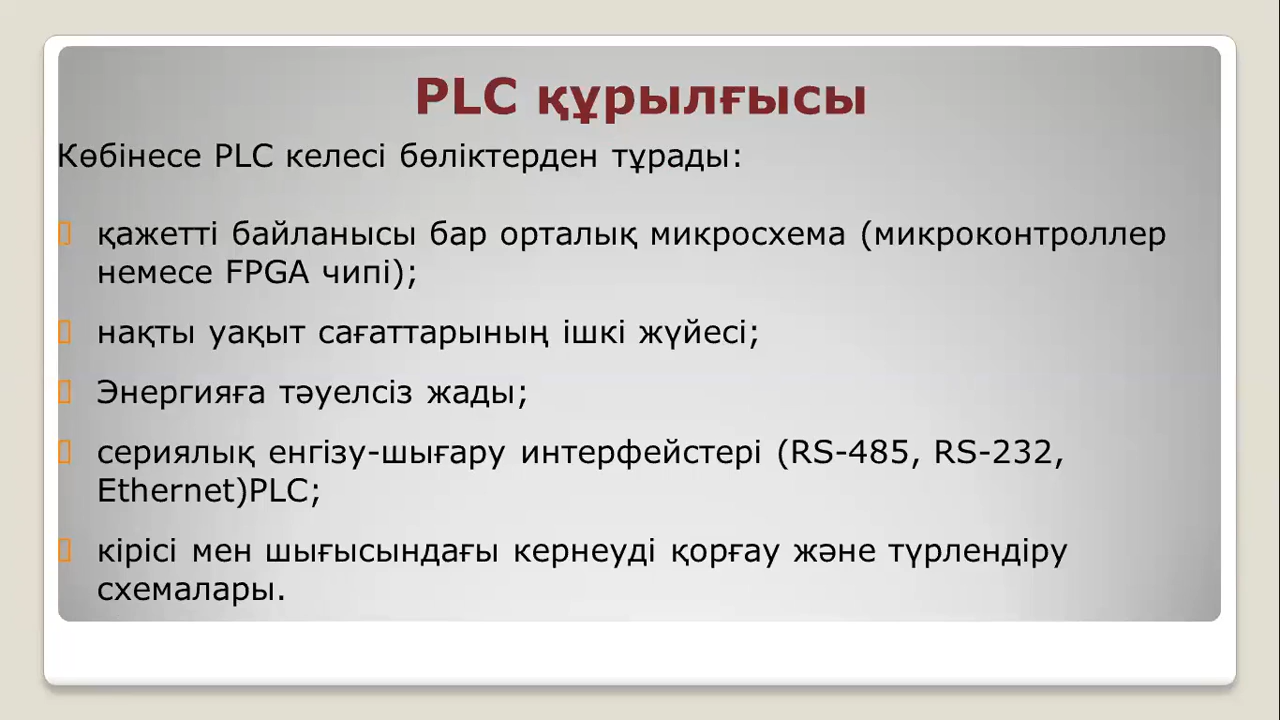 PLC құрылғысы
Көбінесе PLC келесі бөліктерден тұрады:
қажетті байланысы бар орталық микросхема (микроконтроллер
немесе FPGA чипі);
нақты уақыт сағаттарының ішкі жүйесі;
Энергияға тәуелсіз жады;
сериялық енгізу-шығару интерфейстері (RS-485, RS-232,
Ethernet)PLC;
кірісі мен шығысындағы кернеуді қорғау және түрлендіру
схемалары.